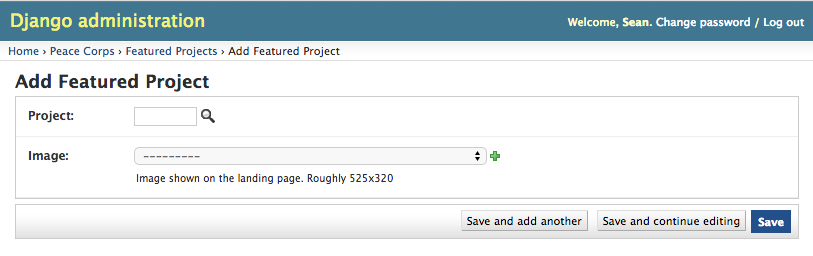 Django administration
Welcome, Sean. Change password / Log out
Home › Peace Corps › Featured Projects › Add Featured Project
Add Featured Project
Project:
Image:
---------
Image shown on the landing page. Roughly 525x320
Save and add another
Save and continue editing
Save